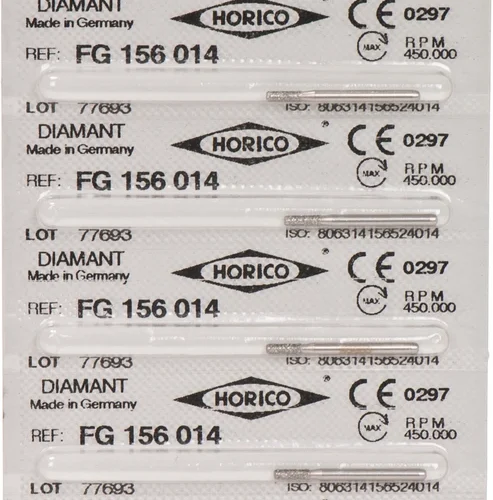 DIAMANT HORICO ® CE 0297
Made in Germany
REF: FG 156 014 MAX RPM 450.000
LOT 77693 ISO: 806314156524014
DIAMANT HORICO ® CE 0297
Made in Germany
REF: FG 156 014 MAX RPM 450.000
LOT 77693 ISO: 806314156524014
DIAMANT HORICO ® CE 0297
Made in Germany
REF: FG 156 014 MAX RPM 450.000
LOT 77693 ISO: 806314156524014
DIAMANT HORICO ® CE 0297
Made in Germany
REF: FG 156 014 MAX RPM 450.000
LOT 77693 ISO: 806314156524014